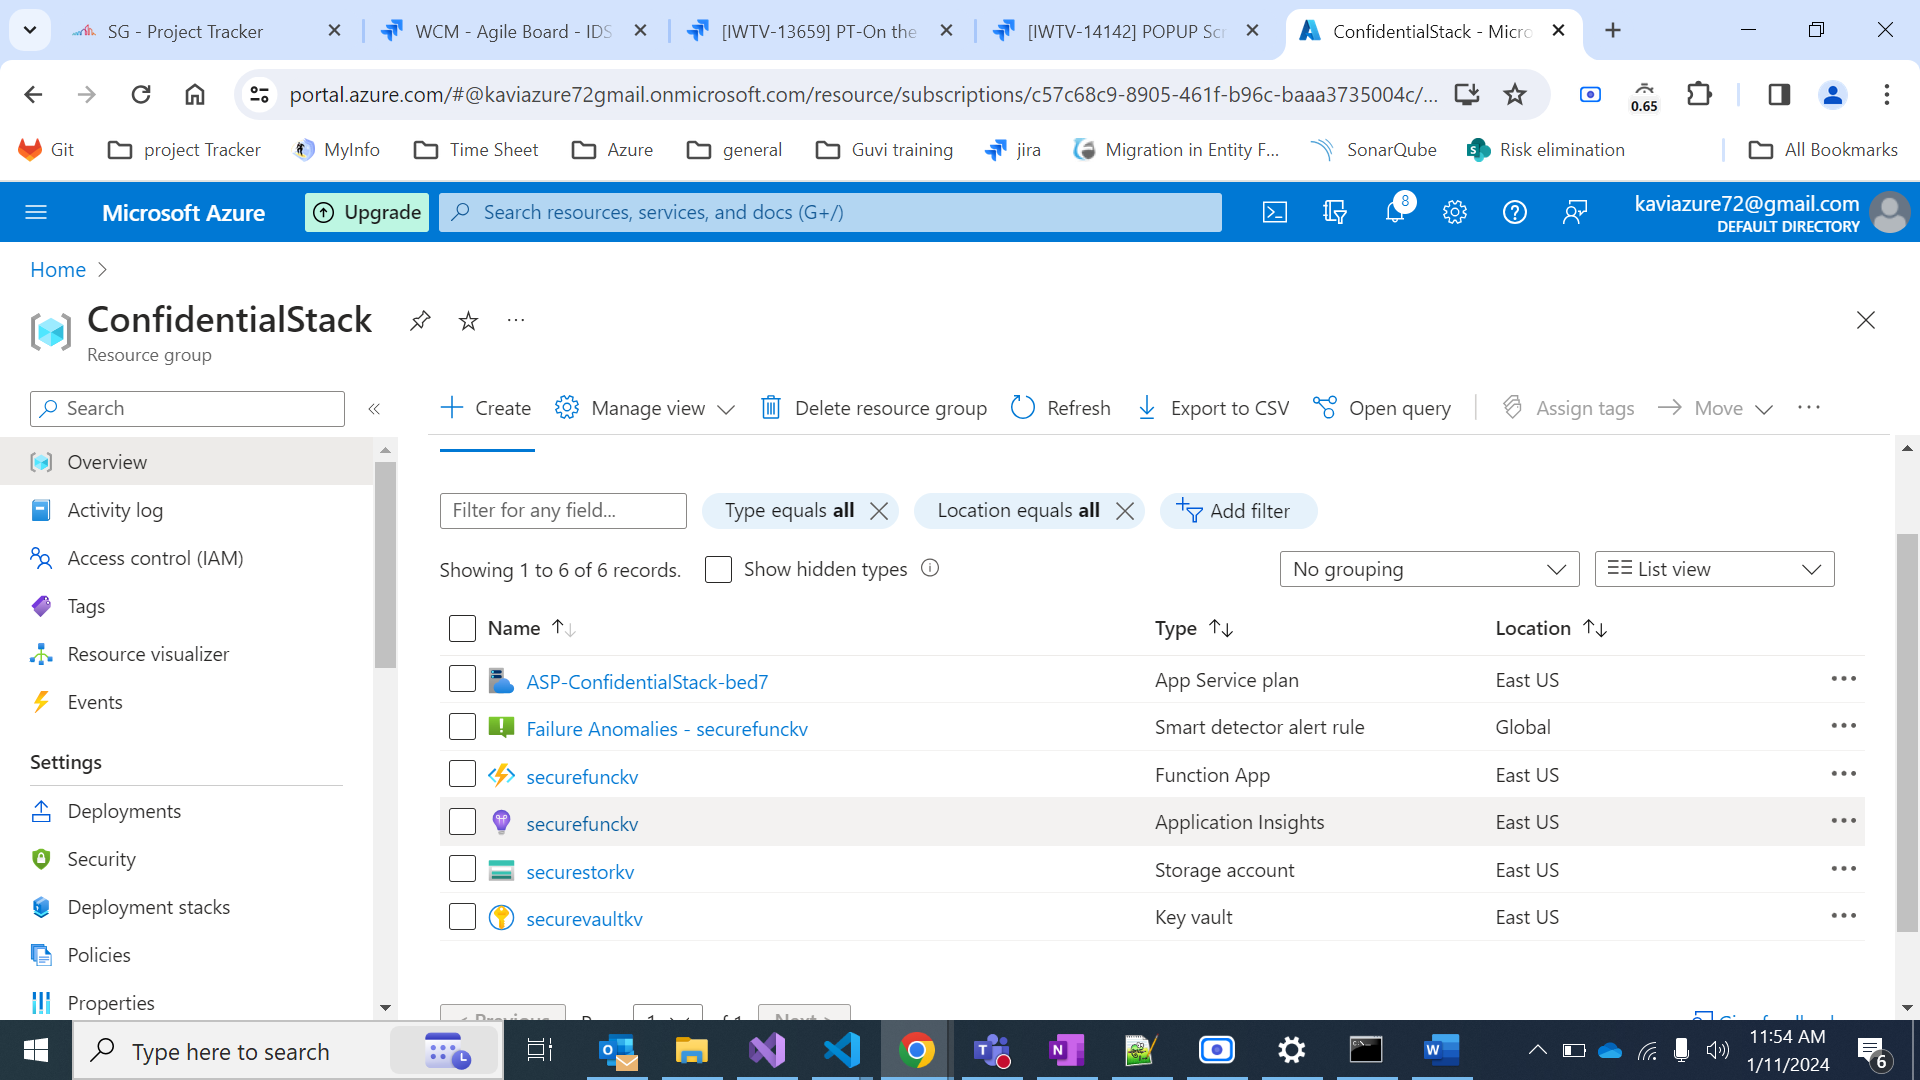 SG - Project Tracker
WCM - Agile Board - IDS
[IWTV-13659] PT-On the
[IWTV-14142] POPUP Scr
ConfidentialStack - Micro
portal.azure.com/#@kaviazure72gmail.onmicrosoft.com/resource/subscriptions/c57c68c9-8905-461f-b96c-baaa3735004c/...
0.65
Git
project Tracker
MyInfo
Time Sheet
Azure
general
Guvi training
jira
Migration in Entity F...
SonarQube
Risk elimination
All Bookmarks
Microsoft Azure
Upgrade
Search resources, services, and docs (G+/)
8
kaviazure72@gmail.com
DEFAULT DIRECTORY
Home
ConfidentialStack
Resource group
Search
Create
Manage view
Delete resource group
Refresh
Export to CSV
Open query
Assign tags
Move
Overview
Activity log
Access control (IAM)
Tags
Resource visualizer
Events
Settings
Deployments
Security
Deployment stacks
Policies
Properties
Filter for any field...
Type equals all
Location equals all
Add filter
Showing 1 to 6 of 6 records.
Show hidden types
No grouping
List view
Name Type Location
ASP-ConfidentialStack-bed7 App Service plan East US
Failure Anomalies - securefunckv Smart detector alert rule Global
securefunckv Function App East US
securefunckv Application Insights East US
securestorkv Storage account East US
securevaultkv Key vault East US
Type here to search
11:54 AM
1/11/2024
6